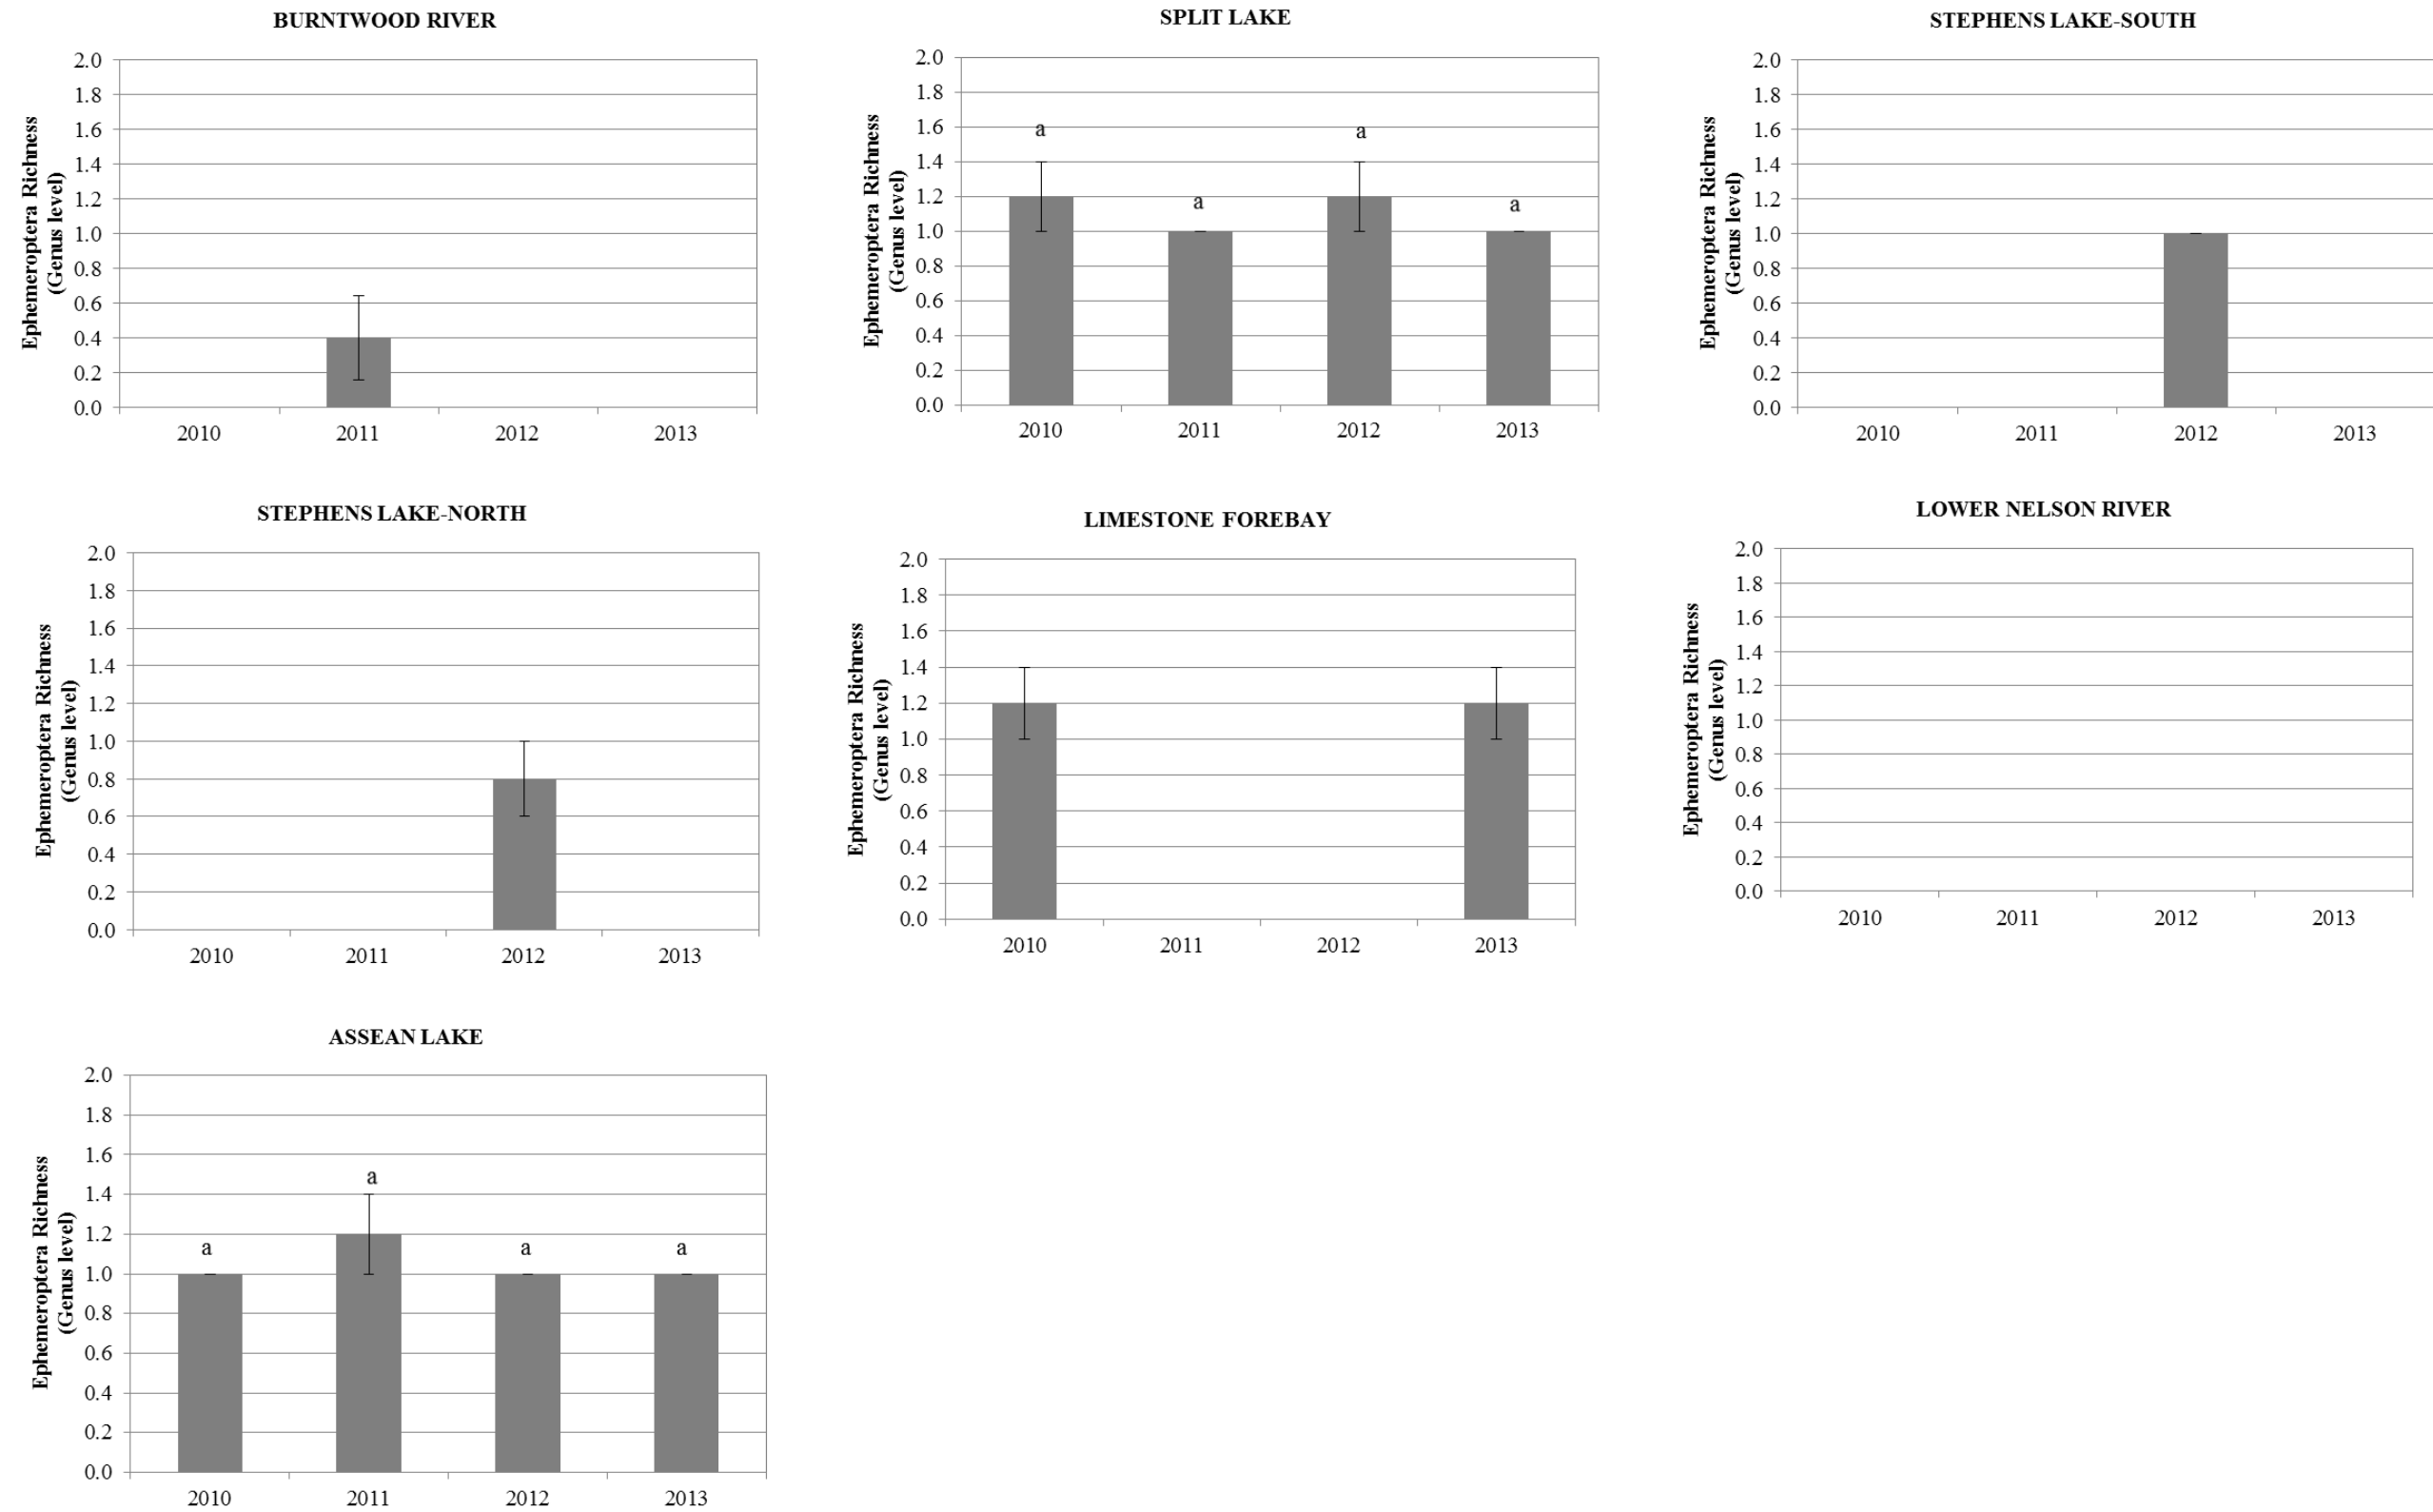 BURNTWOOD RIVER
Ephemeroptera Richness
(Genus level)
2.0
1.8
1.6
1.4
1.2
1.0
0.8
0.6
0.4
0.2
0.0
2010 2011 2012 2013
SPLIT LAKE
Ephemeroptera Richness
(Genus level)
2.0
1.8
1.6
1.4
1.2
1.0
0.8
0.6
0.4
0.2
0.0
a a a a
2010 2011 2012 2013
STEPHENS LAKE-SOUTH
Ephemeroptera Richness
(Genus level)
2.0
1.8
1.6
1.4
1.2
1.0
0.8
0.6
0.4
0.2
0.0
2010 2011 2012 2013
STEPHENS LAKE-NORTH
Ephemeroptera Richness
(Genus level)
2.0
1.8
1.6
1.4
1.2
1.0
0.8
0.6
0.4
0.2
0.0
2010 2011 2012 2013
LIMESTONE FOREBAY
Ephemeroptera Richness
(Genus level)
2.0
1.8
1.6
1.4
1.2
1.0
0.8
0.6
0.4
0.2
0.0
2010 2011 2012 2013
LOWER NELSON RIVER
Ephemeroptera Richness
(Genus level)
2.0
1.8
1.6
1.4
1.2
1.0
0.8
0.6
0.4
0.2
0.0
2010 2011 2012 2013
ASSEAN LAKE
Ephemeroptera Richness
(Genus level)
2.0
1.8
1.6
1.4
1.2
1.0
0.8
0.6
0.4
0.2
0.0
a a a a
2010 2011 2012 2013